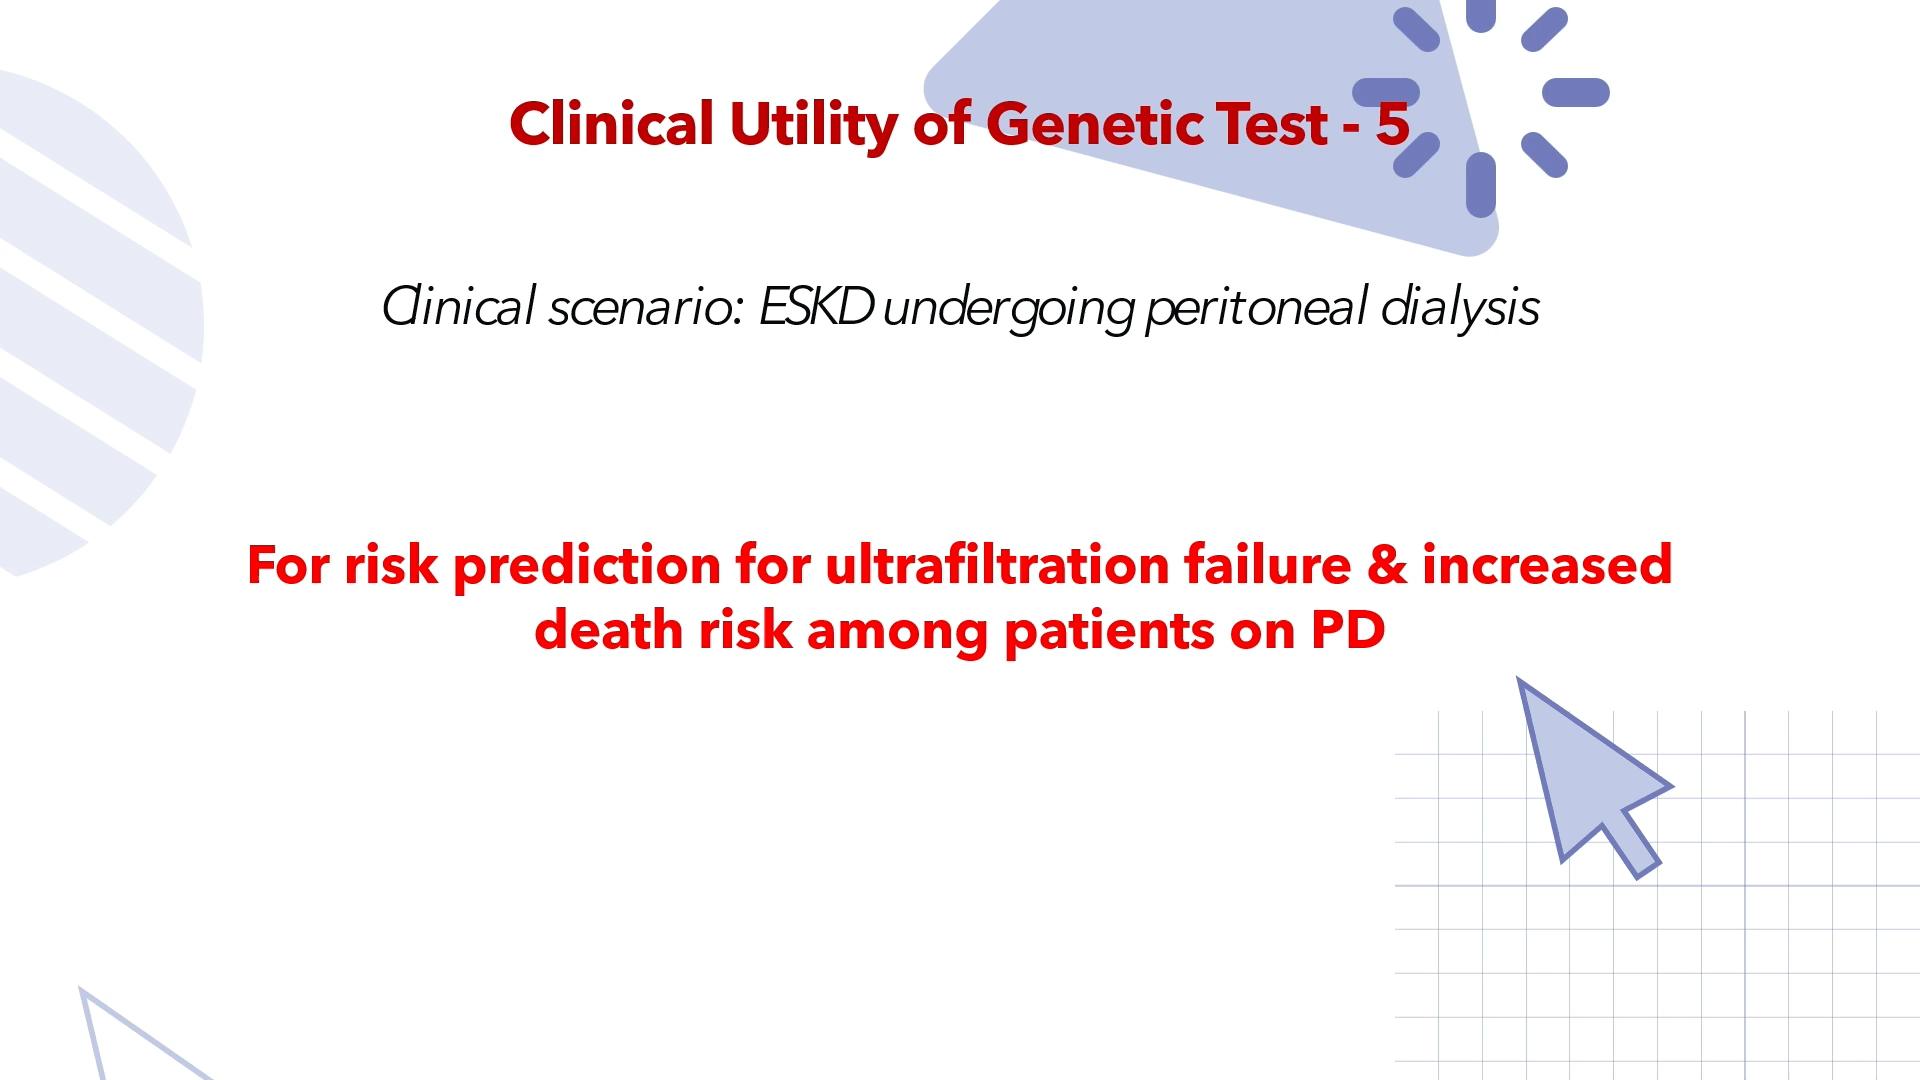 Clinical Utility of Genetic Test - 5
Clinical scenario: ESKD undergoing peritoneal dialysis
For risk prediction for ultrafiltration failure & increased
death risk among patients on PD